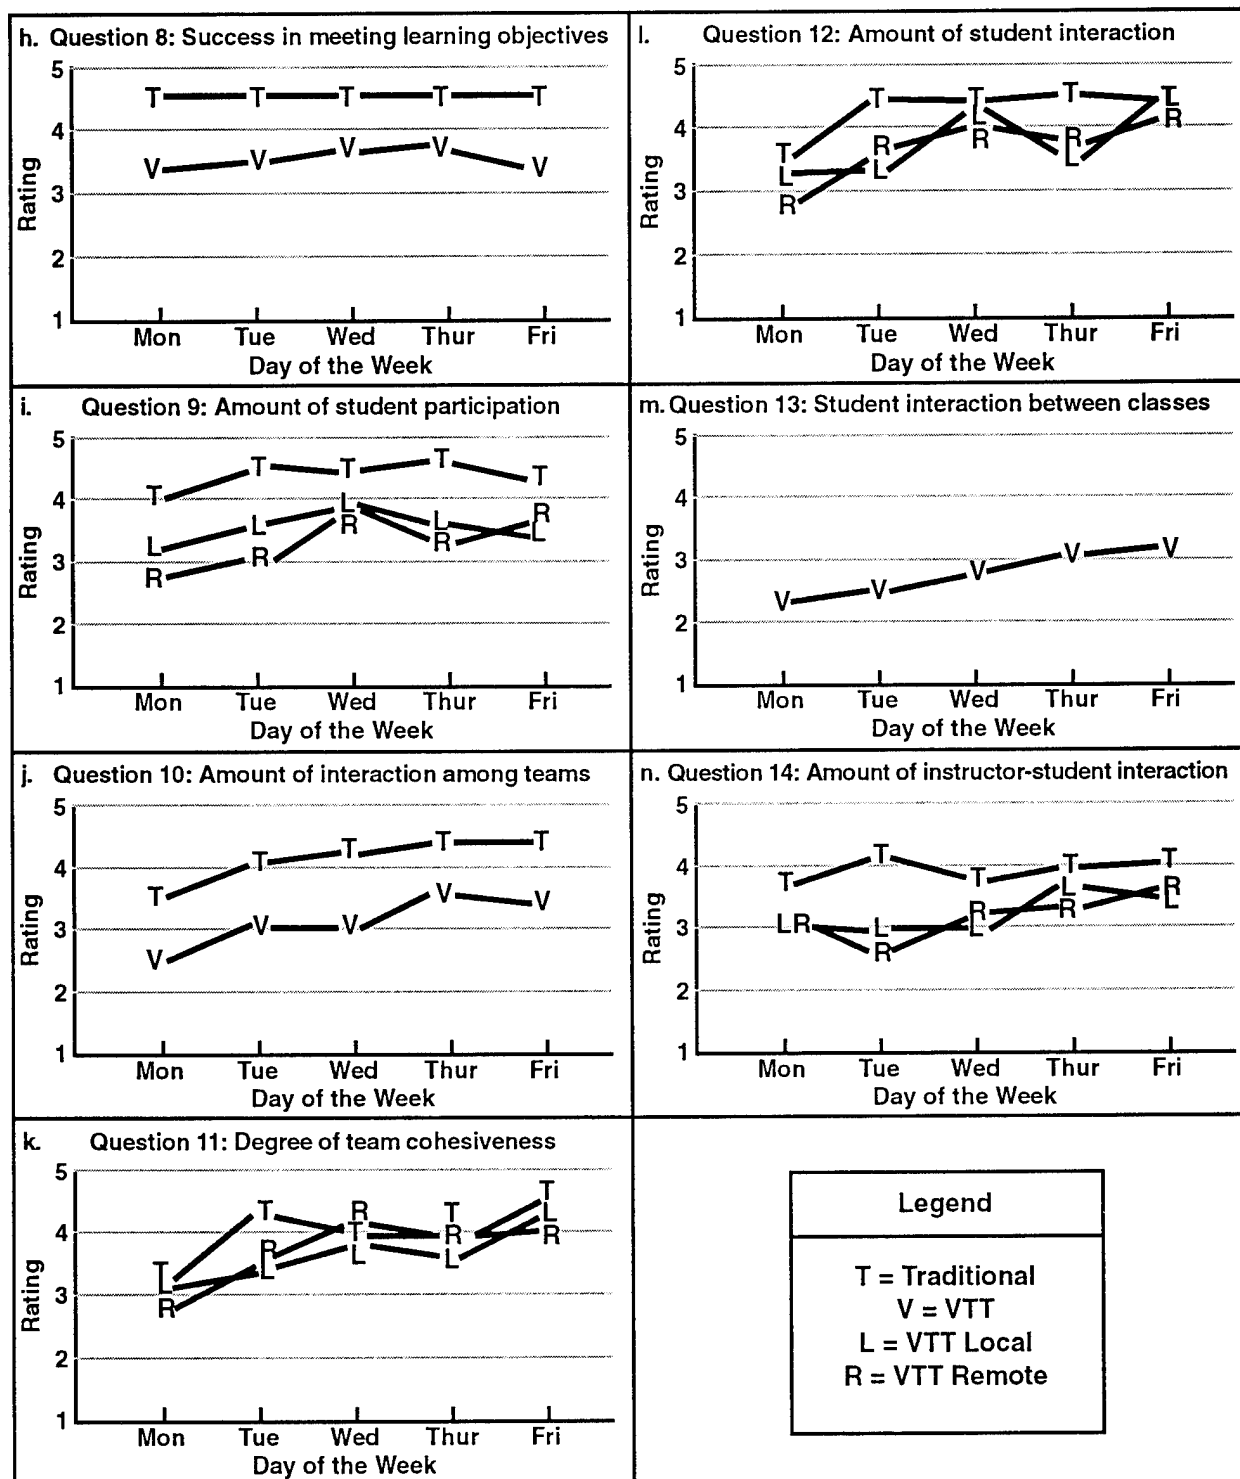 h. Question 8: Success in meeting learning objectives
5
4
3
2
1
Rating
T T T T T
V V V V V
Mon Tue Wed Thur Fri
Day of the Week
i. Question 9: Amount of student participation
5
4
3
2
1
Rating
T T T T T
L L L L L
R R R R R
Mon Tue Wed Thur Fri
Day of the Week
j. Question 10: Amount of interaction among teams
5
4
3
2
1
Rating
T T T T T
V V V V V
Mon Tue Wed Thur Fri
Day of the Week
k. Question 11: Degree of team cohesiveness
5
4
3
2
1
Rating
T T T T T
L L L L L
R R R R R
Mon Tue Wed Thur Fri
Day of the Week
l. Question 12: Amount of student interaction
5
4
3
2
1
Rating
T T T T T
L L L L L
R R R R R
Mon Tue Wed Thur Fri
Day of the Week
m. Question 13: Student interaction between classes
5
4
3
2
1
Rating
V V V V V
Mon Tue Wed Thur Fri
Day of the Week
n. Question 14: Amount of instructor-student interaction
5
4
3
2
1
Rating
T T T T T
L L L L L
R R R R R
Mon Tue Wed Thur Fri
Day of the Week
Legend
T = Traditional
V = VTT
L = VTT Local
R = VTT Remote